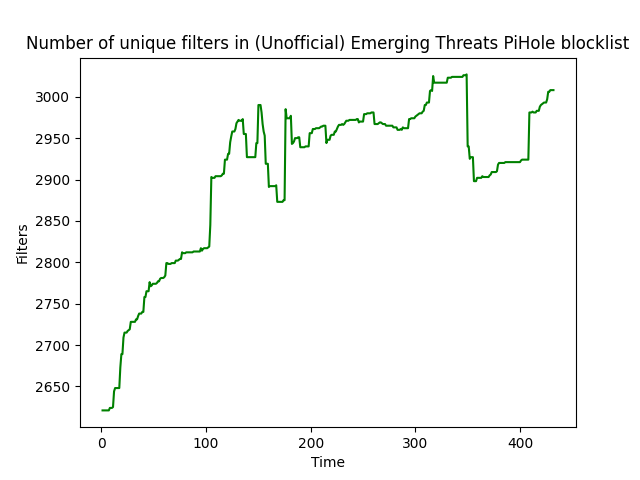 Number of unique filters in (Unofficial) Emerging Threats PiHole blocklist
3000
2950
2900
2850
2800
2750
2700
2650
Filters
0 100 200 300 400
Time